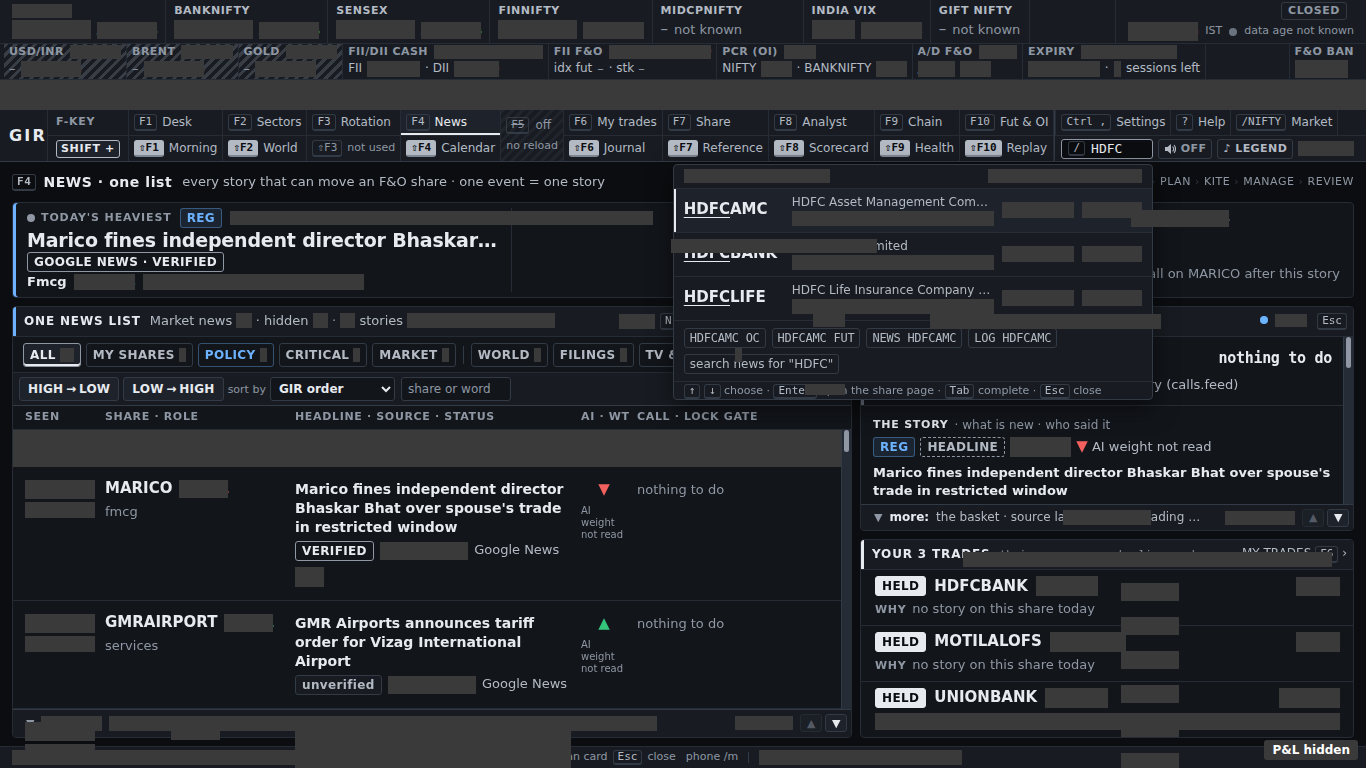 BANKNIFTY SENSEX FINNIFTY MIDCPNIFTY INDIA VIX GIFT NIFTY CLOSED
– not known – not known IST data age not known
USD/INR BRENT GOLD FII/DII CASH FII F&O PCR (OI) A/D F&O EXPIRY F&O BAN
– – – FII · DII idx fut – · stk – NIFTY · BANKNIFTY · sessions left
GIR F-KEY F1 Desk F2 Sectors F3 Rotation F4 News F5 off F6 My trades F7 Share F8 Analyst F9 Chain F10 Fut & OI Ctrl , Settings ? Help /NIFTY Market
SHIFT + ⇧F1 Morning ⇧F2 World ⇧F3 not used ⇧F4 Calendar no reload ⇧F6 Journal ⇧F7 Reference ⇧F8 Scorecard ⇧F9 Health ⇧F10 Replay / HDFC OFF ♪ LEGEND
F4 NEWS · one list every story that can move an F&O share · one event = one story › PLAN › KITE › MANAGE › REVIEW
HDFCAMC HDFC Asset Management Com…
HDFCBANK mited
HDFCLIFE HDFC Life Insurance Company …
HDFCAMC OC HDFCAMC FUT NEWS HDFCAMC LOG HDFCAMC
search news for "HDFC"
↑ ↓ choose · Enter the share page · Tab complete · Esc close
TODAY'S HEAVIEST REG
Marico fines independent director Bhaskar…
GOOGLE NEWS · VERIFIED
Fmcg
all on MARICO after this story
ONE NEWS LIST Market news · hidden · stories N Esc
ALL MY SHARES POLICY CRITICAL MARKET WORLD FILINGS TV &
HIGH → LOW LOW → HIGH sort by GIR order share or word
SEEN SHARE · ROLE HEADLINE · SOURCE · STATUS AI · WT CALL · LOCK GATE
MARICO
fmcg
Marico fines independent director
Bhaskar Bhat over spouse's trade
in restricted window
VERIFIED Google News
▼
AI
weight
not read
nothing to do
GMRAIRPORT
services
GMR Airports announces tariff
order for Vizag International
Airport
unverified Google News
▲
AI
weight
not read
nothing to do
▲ ▼
nothing to do
ry (calls.feed)
THE STORY · what is new · who said it
REG HEADLINE ▼ AI weight not read
Marico fines independent director Bhaskar Bhat over spouse's
trade in restricted window
▼ more: the basket · source ading … ▲ ▼
YOUR 3 TRADES MY TRADES F6 ›
HELD HDFCBANK
WHY no story on this share today
HELD MOTILALOFS
WHY no story on this share today
HELD UNIONBANK
card Esc close phone /m
P&L hidden